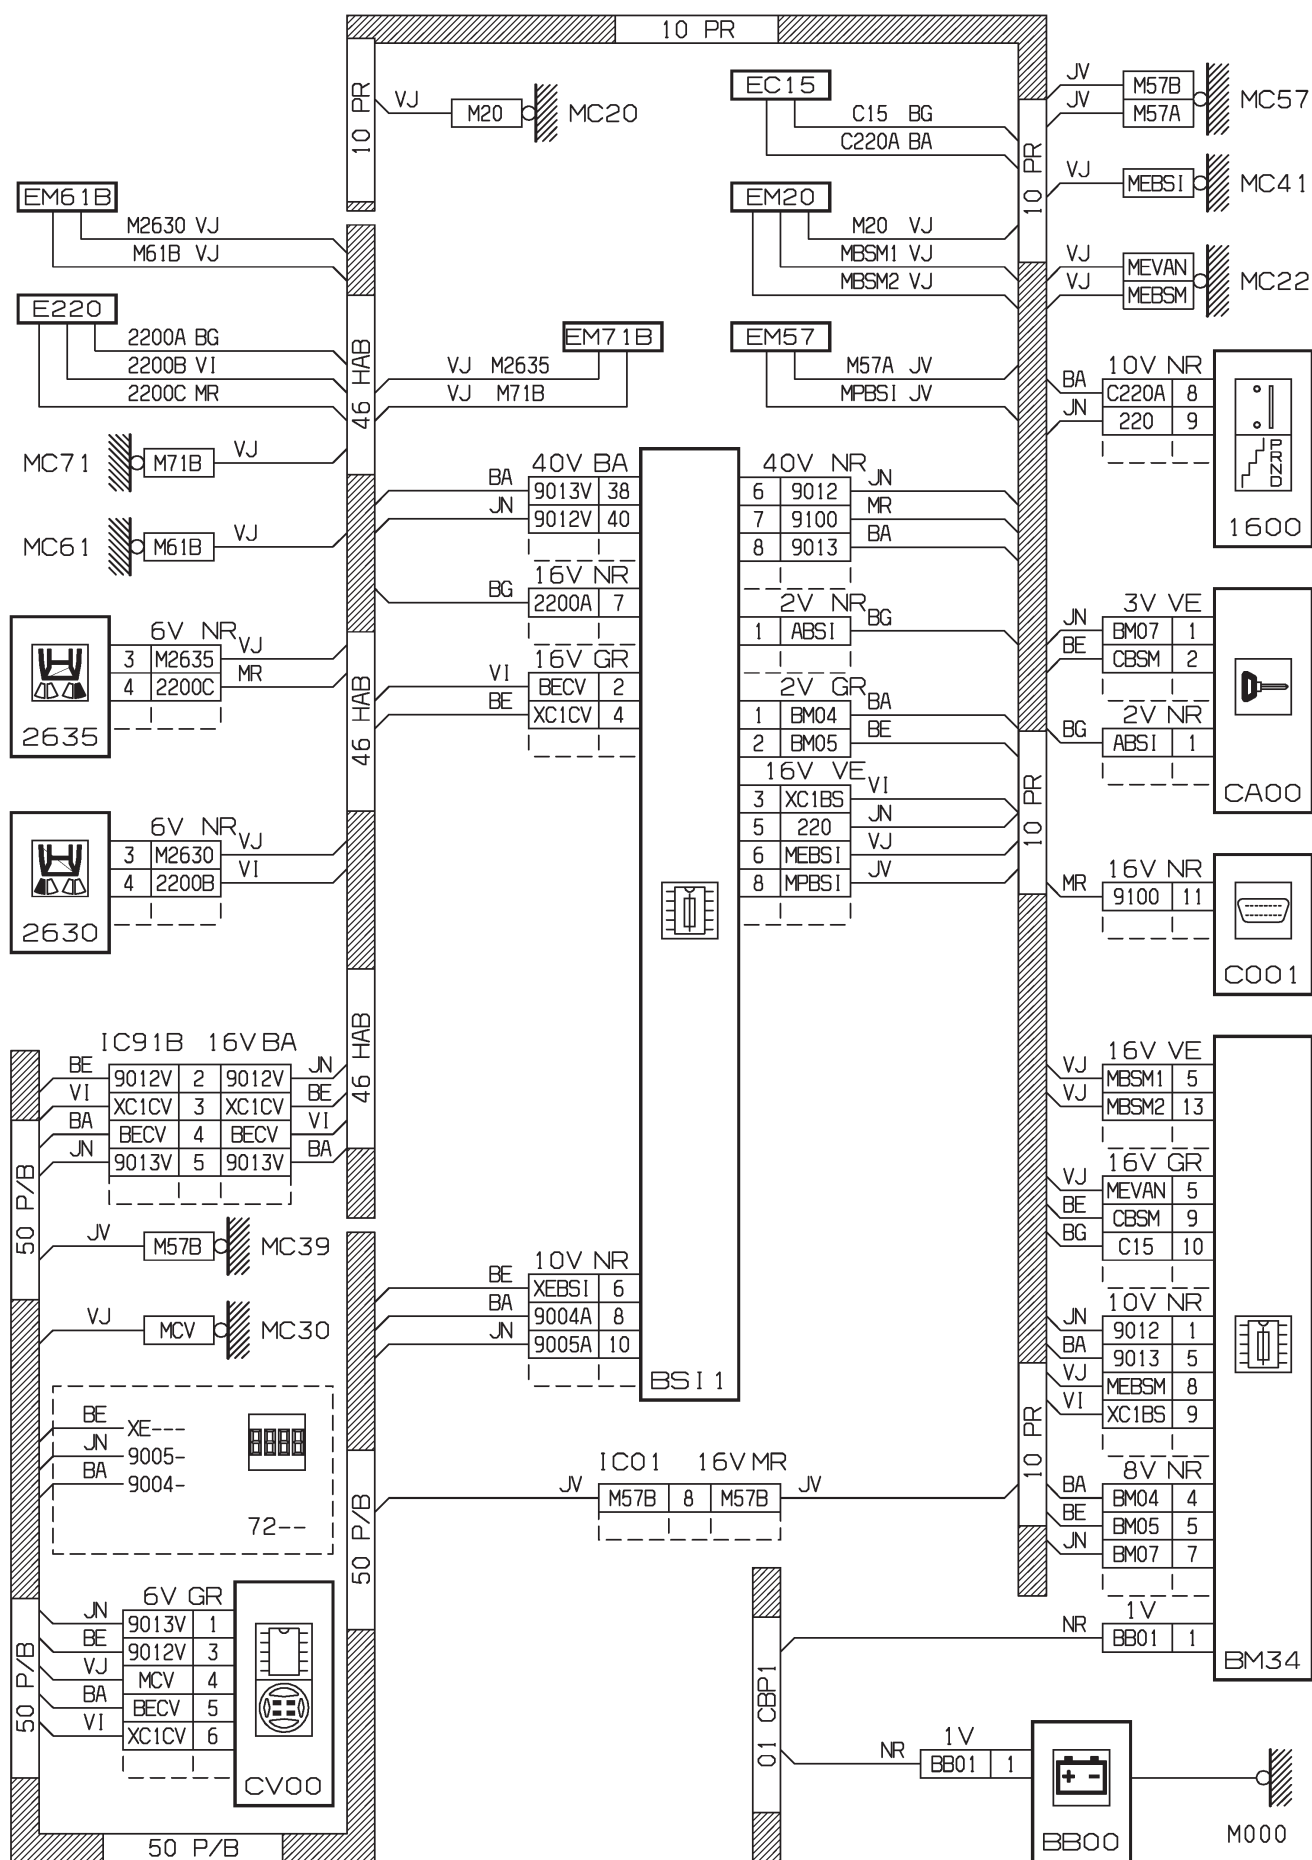 10 PR
10 PR
VJ M20 MC20
EC15
C15 BG
C220A BA
10 PR
JV M57B
JV M57A
MC57
VJ MEBSI MC41
EM61B
M2630 VJ
M61B VJ
EM20
M20 VJ
MBSM1 VJ
MBSM2 VJ
VJ MEVAN
VJ MEBSM
MC22
E220
2200A BG
2200B VI
2200C MR
46 HAB
EM71B
VJ M2635
VJ M71B
EM57
M57A JV
MPBSI JV
10V NR
BA C220A 8
JN 220 9
P
R
N
D
1600
MC71 M71B VJ
MC61 M61B VJ
40V BA
BA 9013V 38
JN 9012V 40
16V NR
BG 2200A 7
16V GR
VI BECV 2
BE XC1CV 4
40V NR
6 9012 JN
7 9100 MR
8 9013 BA
2V NR
1 ABSI BG
2V GR
1 BM04 BA
2 BM05 BE
16V VE
3 XC1BS VI
5 220 JN
6 MEBSI VJ
8 MPBSI JV
3V VE
JN BM07 1
BE CBSM 2
2V NR
BG ABSI 1
CA00
6V NR
3 M2635 VJ
4 2200C MR
2635
46 HAB
10 PR
6V NR
3 M2630 VJ
4 2200B VI
2630
16V NR
MR 9100 11
C001
IC91B 16V BA
BE 9012V 2 9012V JN
VI XC1CV 3 XC1CV BE
BA BECV 4 BECV VI
JN 9013V 5 9013V BA
46 HAB
50 P/B
JV M57B MC39
VJ MCV MC30
10V NR
BE XEBSI 6
BA 9004A 8
JN 9005A 10
BSI1
16V VE
VJ MBSM1 5
VJ MBSM2 13
16V GR
VJ MEVAN 5
BE CBSM 9
BG C15 10
10V NR
JN 9012 1
BA 9013 5
VJ MEBSM 8
VI XC1BS 9
8V NR
BA BM04 4
BE BM05 5
JN BM07 7
1V
NR BB01 1
BM34
BE XE---
JN 9005-
BA 9004-
72--
50 P/B
IC01 16V MR
JV M57B 8 M57B JV
10 PR
6V GR
JN 9013V 1
BE 9012V 3
VJ MCV 4
BA BECV 5
VI XC1CV 6
CV00
50 P/B
50 P/B
01 CBP1
1V
NR BB01 1
+ -
BB00
M000